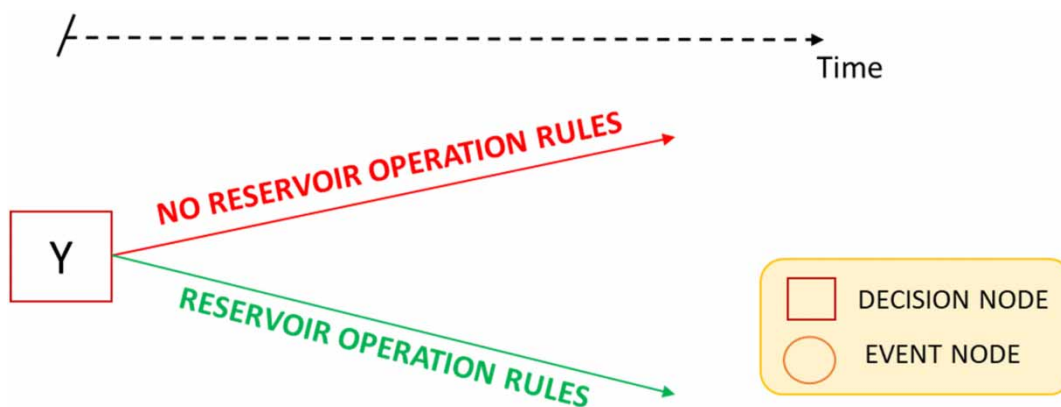 Time
NO RESERVOIR OPERATION RULES
Y
RESERVOIR OPERATION RULES
DECISION NODE
EVENT NODE